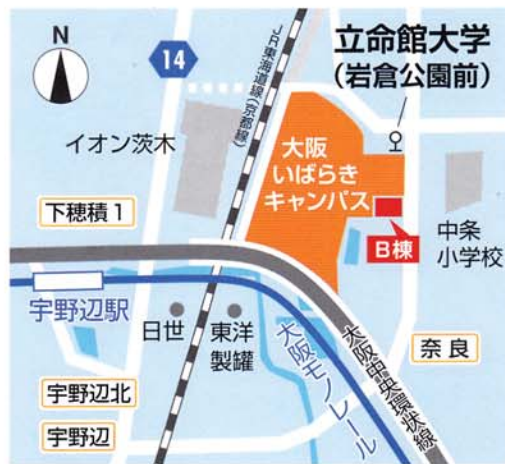 N
14
JR東海道線(京都線)
立命館大学
(岩倉公園前)
イオン茨木
大阪
いばらき
キャンパス
下穂積1
B棟
中条
小学校
宇野辺駅
日世
東洋
製罐
大阪モノレール
大阪中央環状線
奈良
宇野辺北
宇野辺